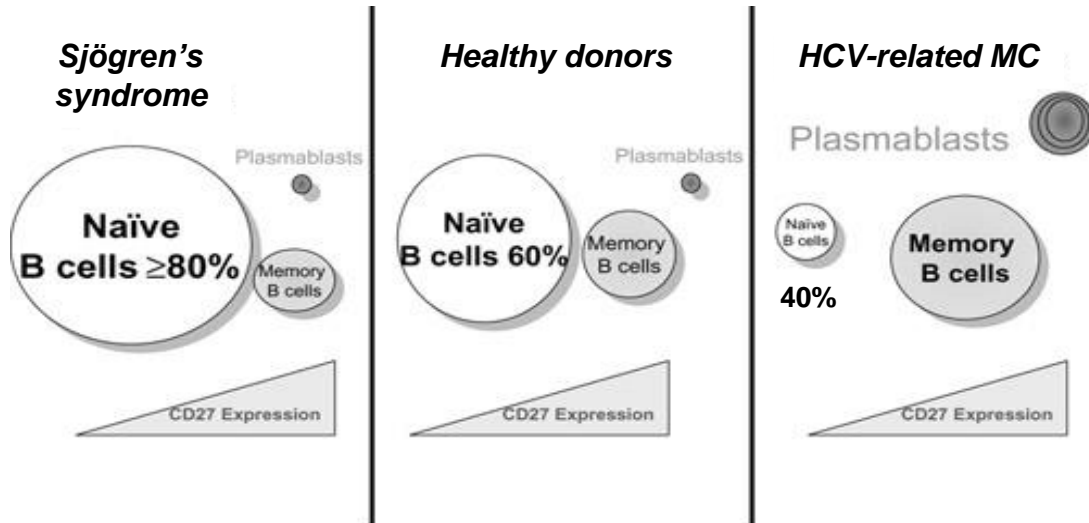 Sjögren's
syndrome
Plasmablasts
Naïve
B cells ≥80%
Memory
B cells
CD27 Expression
Healthy donors
Plasmablasts
Naïve
B cells 60%
Memory
B cells
CD27 Expression
HCV-related MC
Plasmablasts
Naïve
B cells
40%
Memory
B cells
CD27 Expression